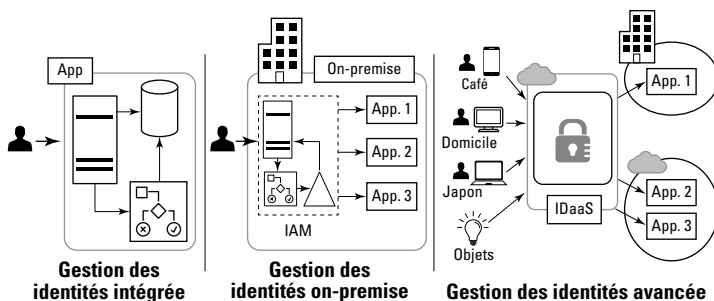 App
Gestion des
identités intégrée
On-premise
App. 1
App. 2
App. 3
IAM
Gestion des
identités on-premise
Café
Domicile
Japon
Objets
IDaaS
App. 1
App. 2
App. 3
Gestion des identités avancée